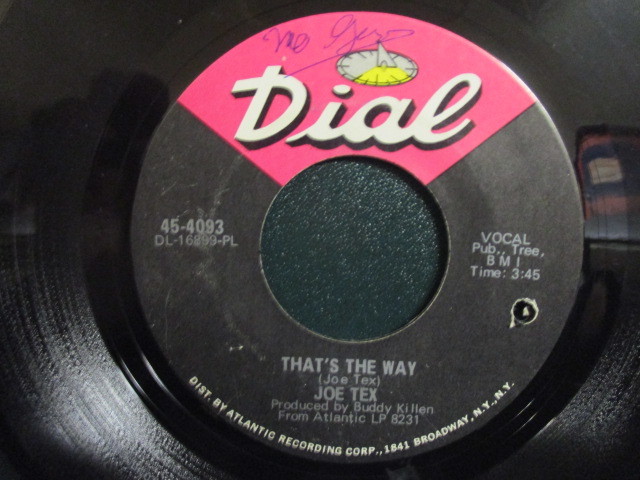 Dial
45-4093
DL-16899-PL
VOCAL
Pub., Tree,
BMI
Time: 3:45
THAT'S THE WAY
(Joe Tex)
JOE TEX
Produced by Buddy Killen
From Atlantic LP 8231
DIST. BY ATLANTIC RECORDING CORP., 1841 BROADWAY, N.Y., N.Y.